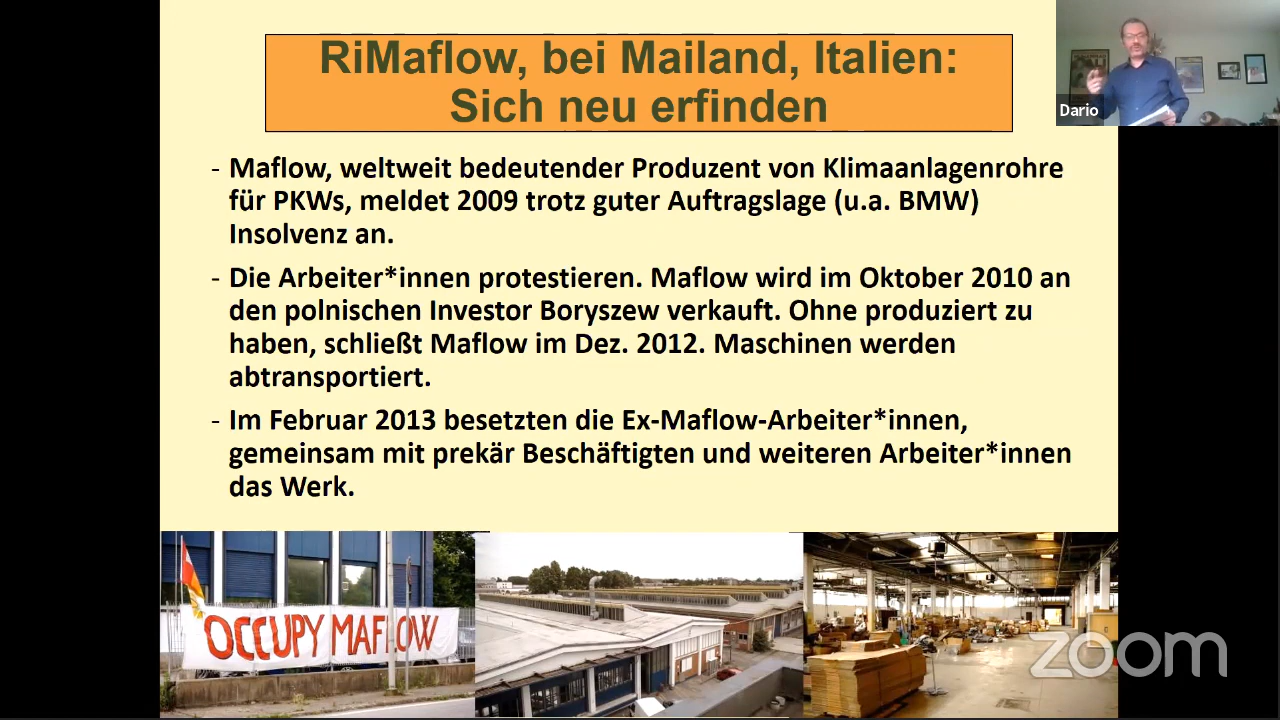 RiMaflow, bei Mailand, Italien:
Sich neu erfinden
Dario
- Maflow, weltweit bedeutender Produzent von Klimaanlagenrohre
für PKWs, meldet 2009 trotz guter Auftragslage (u.a. BMW)
Insolvenz an.
- Die Arbeiter*innen protestieren. Maflow wird im Oktober 2010 an
den polnischen Investor Boryszew verkauft. Ohne produziert zu
haben, schließt Maflow im Dez. 2012. Maschinen werden
abtransportiert.
- Im Februar 2013 besetzten die Ex-Maflow-Arbeiter*innen,
gemeinsam mit prekär Beschäftigten und weiteren Arbeiter*innen
das Werk.
OCCUPY MAFLOW
zoom